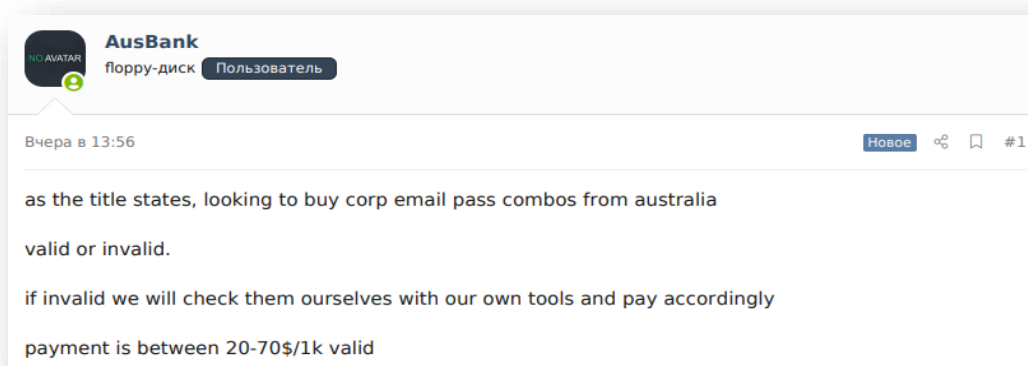 AusBank
NO AVATAR
floppy-диск Пользователь
Вчера в 13:56 Новое #1
as the title states, looking to buy corp email pass combos from australia
valid or invalid.
if invalid we will check them ourselves with our own tools and pay accordingly
payment is between 20-70$/1k valid